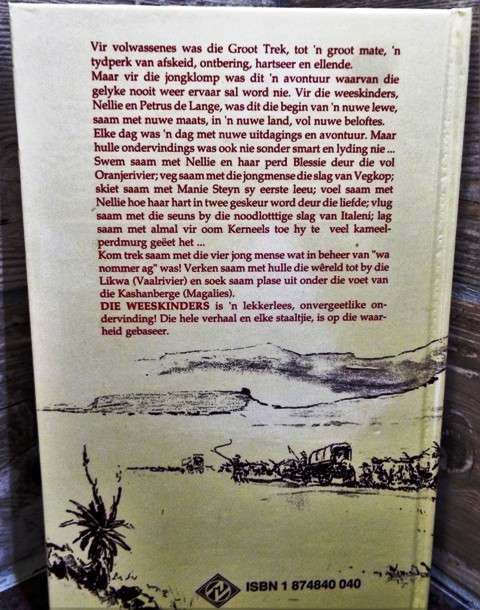 Vir volwassenes was die Groot Trek, tot 'n groot mate, 'n
tydperk van afskeid, ontbering, hartseer en ellende.
Maar vir die jongklomp was dit 'n avontuur waarvan die
gelyke nooit weer ervaar sal word nie. Vir die weeskinders,
Nellie en Petrus de Lange, was dit die begin van 'n nuwe lewe,
saam met nuwe maats, in 'n nuwe land, vol nuwe beloftes.
Elke dag was 'n dag met nuwe uitdagings en avontuur. Maar
hulle ondervindings was ook nie sonder smart en lyding nie ...
Swem saam met Nellie en haar perd Blessie deur die vol
Oranjerivier; veg saam met die jongmense die slag van Vegkop;
skiet saam met Manie Steyn sy eerste leeu; voel saam met
Nellie hoe haar hart in twee geskeur word deur die liefde; vlug
saam met die seuns by die noodlotttige slag van Italeni; lag
saam met almal vir oom Kerneels toe hy te veel kameel-
perdmurg geëet het ...
Kom trek saam met die vier jong mense wat in beheer van "wa
nommer ag" was! Verken saam met hulle die wêreld tot by die
Likwa (Vaalrivier) en soek saam plase uit onder die voet van
die Kashanberge (Magalies).
DIE WEESKINDERS is 'n lekkerlees, onvergeetlike on-
dervinding! Die hele verhaal en elke staaltjie, is op die waar-
heid gebaseer.
ISBN 1 874840 040